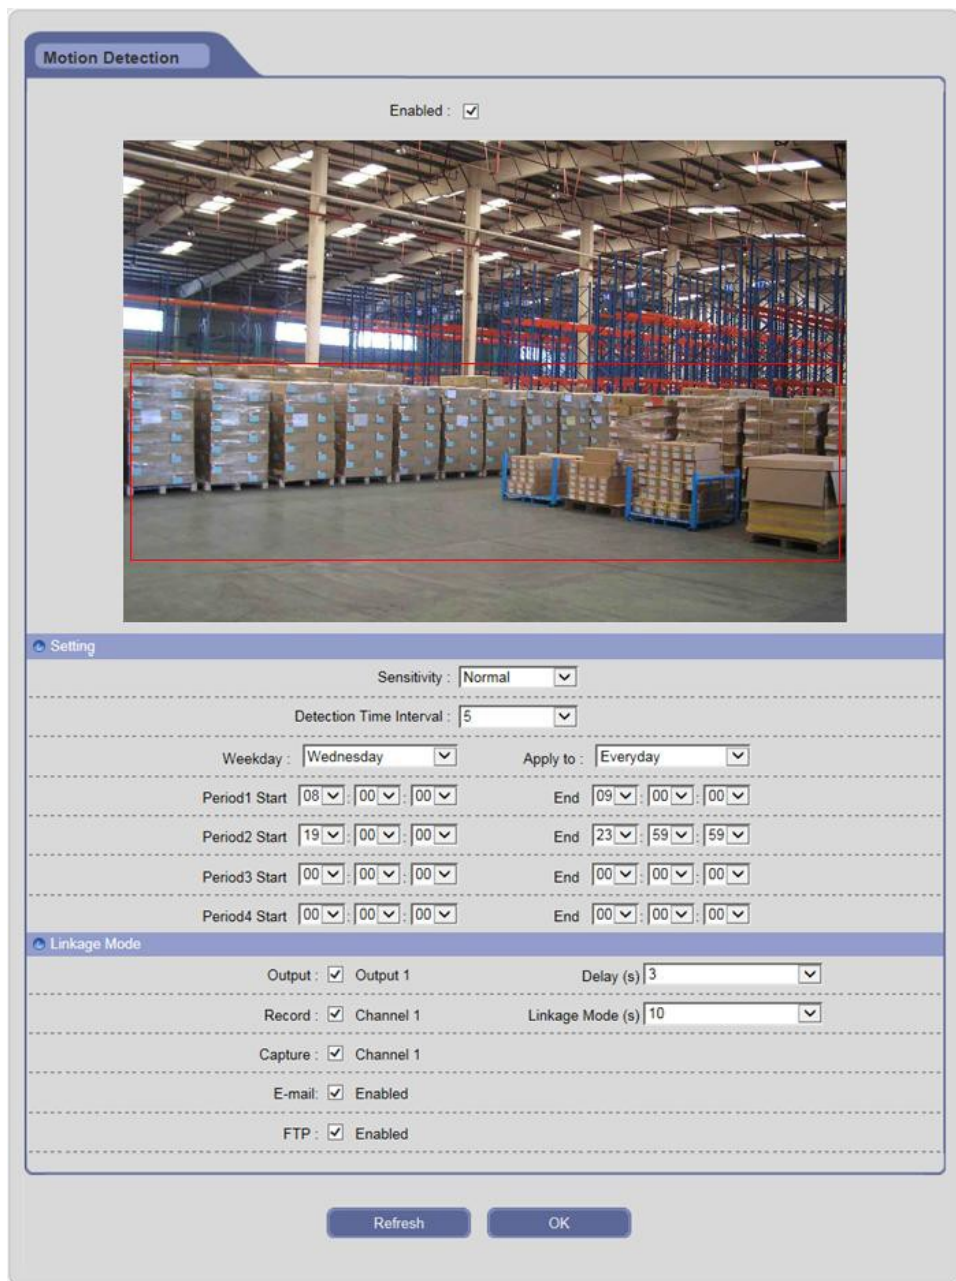 Motion Detection
Enabled :
Setting
Sensitivity : Normal
Detection Time Interval : 5
Weekday : Wednesday Apply to : Everyday
Period1 Start 08 : 00 : 00 End 09 : 00 : 00
Period2 Start 19 : 00 : 00 End 23 : 59 : 59
Period3 Start 00 : 00 : 00 End 00 : 00 : 00
Period4 Start 00 : 00 : 00 End 00 : 00 : 00
Linkage Mode
Output : Output 1 Delay (s) 3
Record : Channel 1 Linkage Mode (s) 10
Capture : Channel 1
E-mail: Enabled
FTP : Enabled
Refresh OK